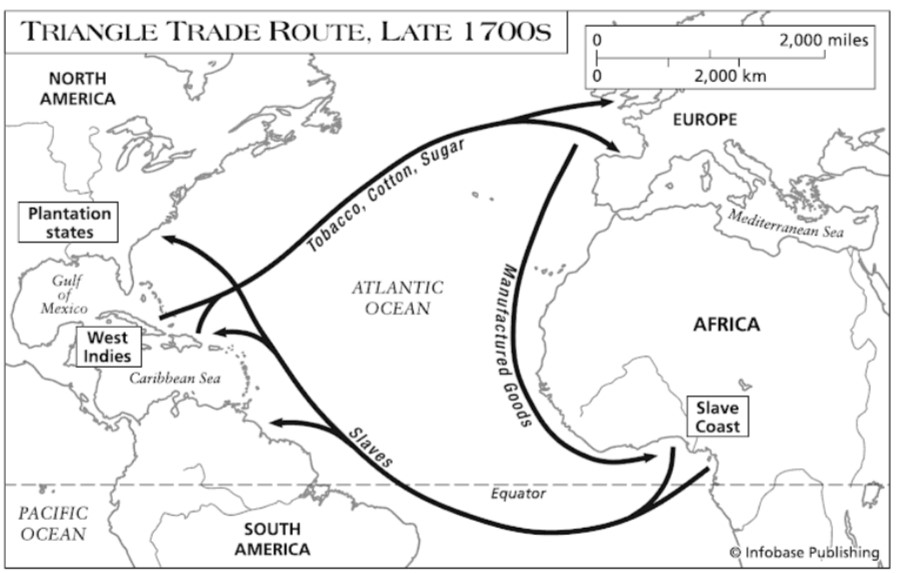 TRIANGLE TRADE ROUTE, LATE 1700S
0 2,000 miles
0 2,000 km
NORTH
AMERICA
EUROPE
Plantation
states
Tobacco, Cotton, Sugar
Mediterranean Sea
Gulf
of
Mexico
ATLANTIC
OCEAN
Manufactured Goods
AFRICA
West
Indies
Caribbean Sea
Slave
Coast
Slaves
Equator
PACIFIC
OCEAN
SOUTH
AMERICA
© Infobase Publishing